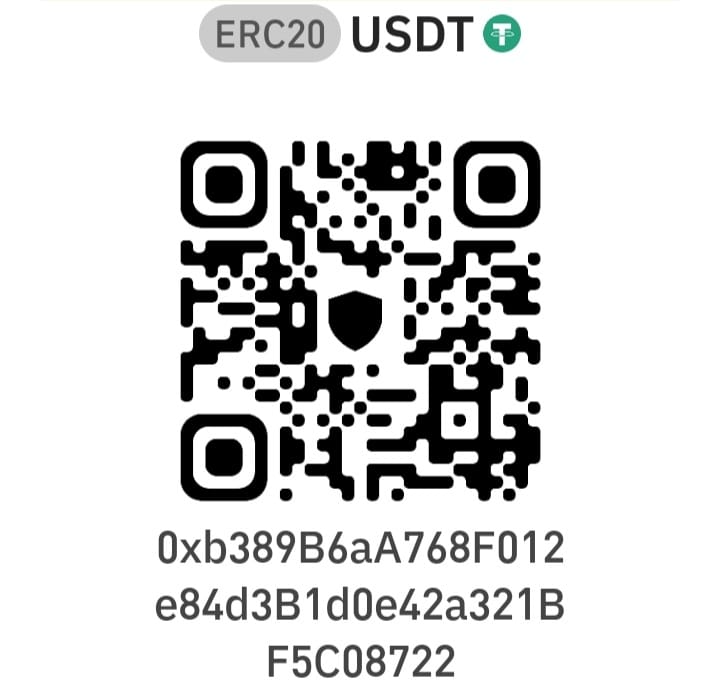 ERC20 USDT
0xb389B6aA768F012
e84d3B1d0e42a321B
F5C08722